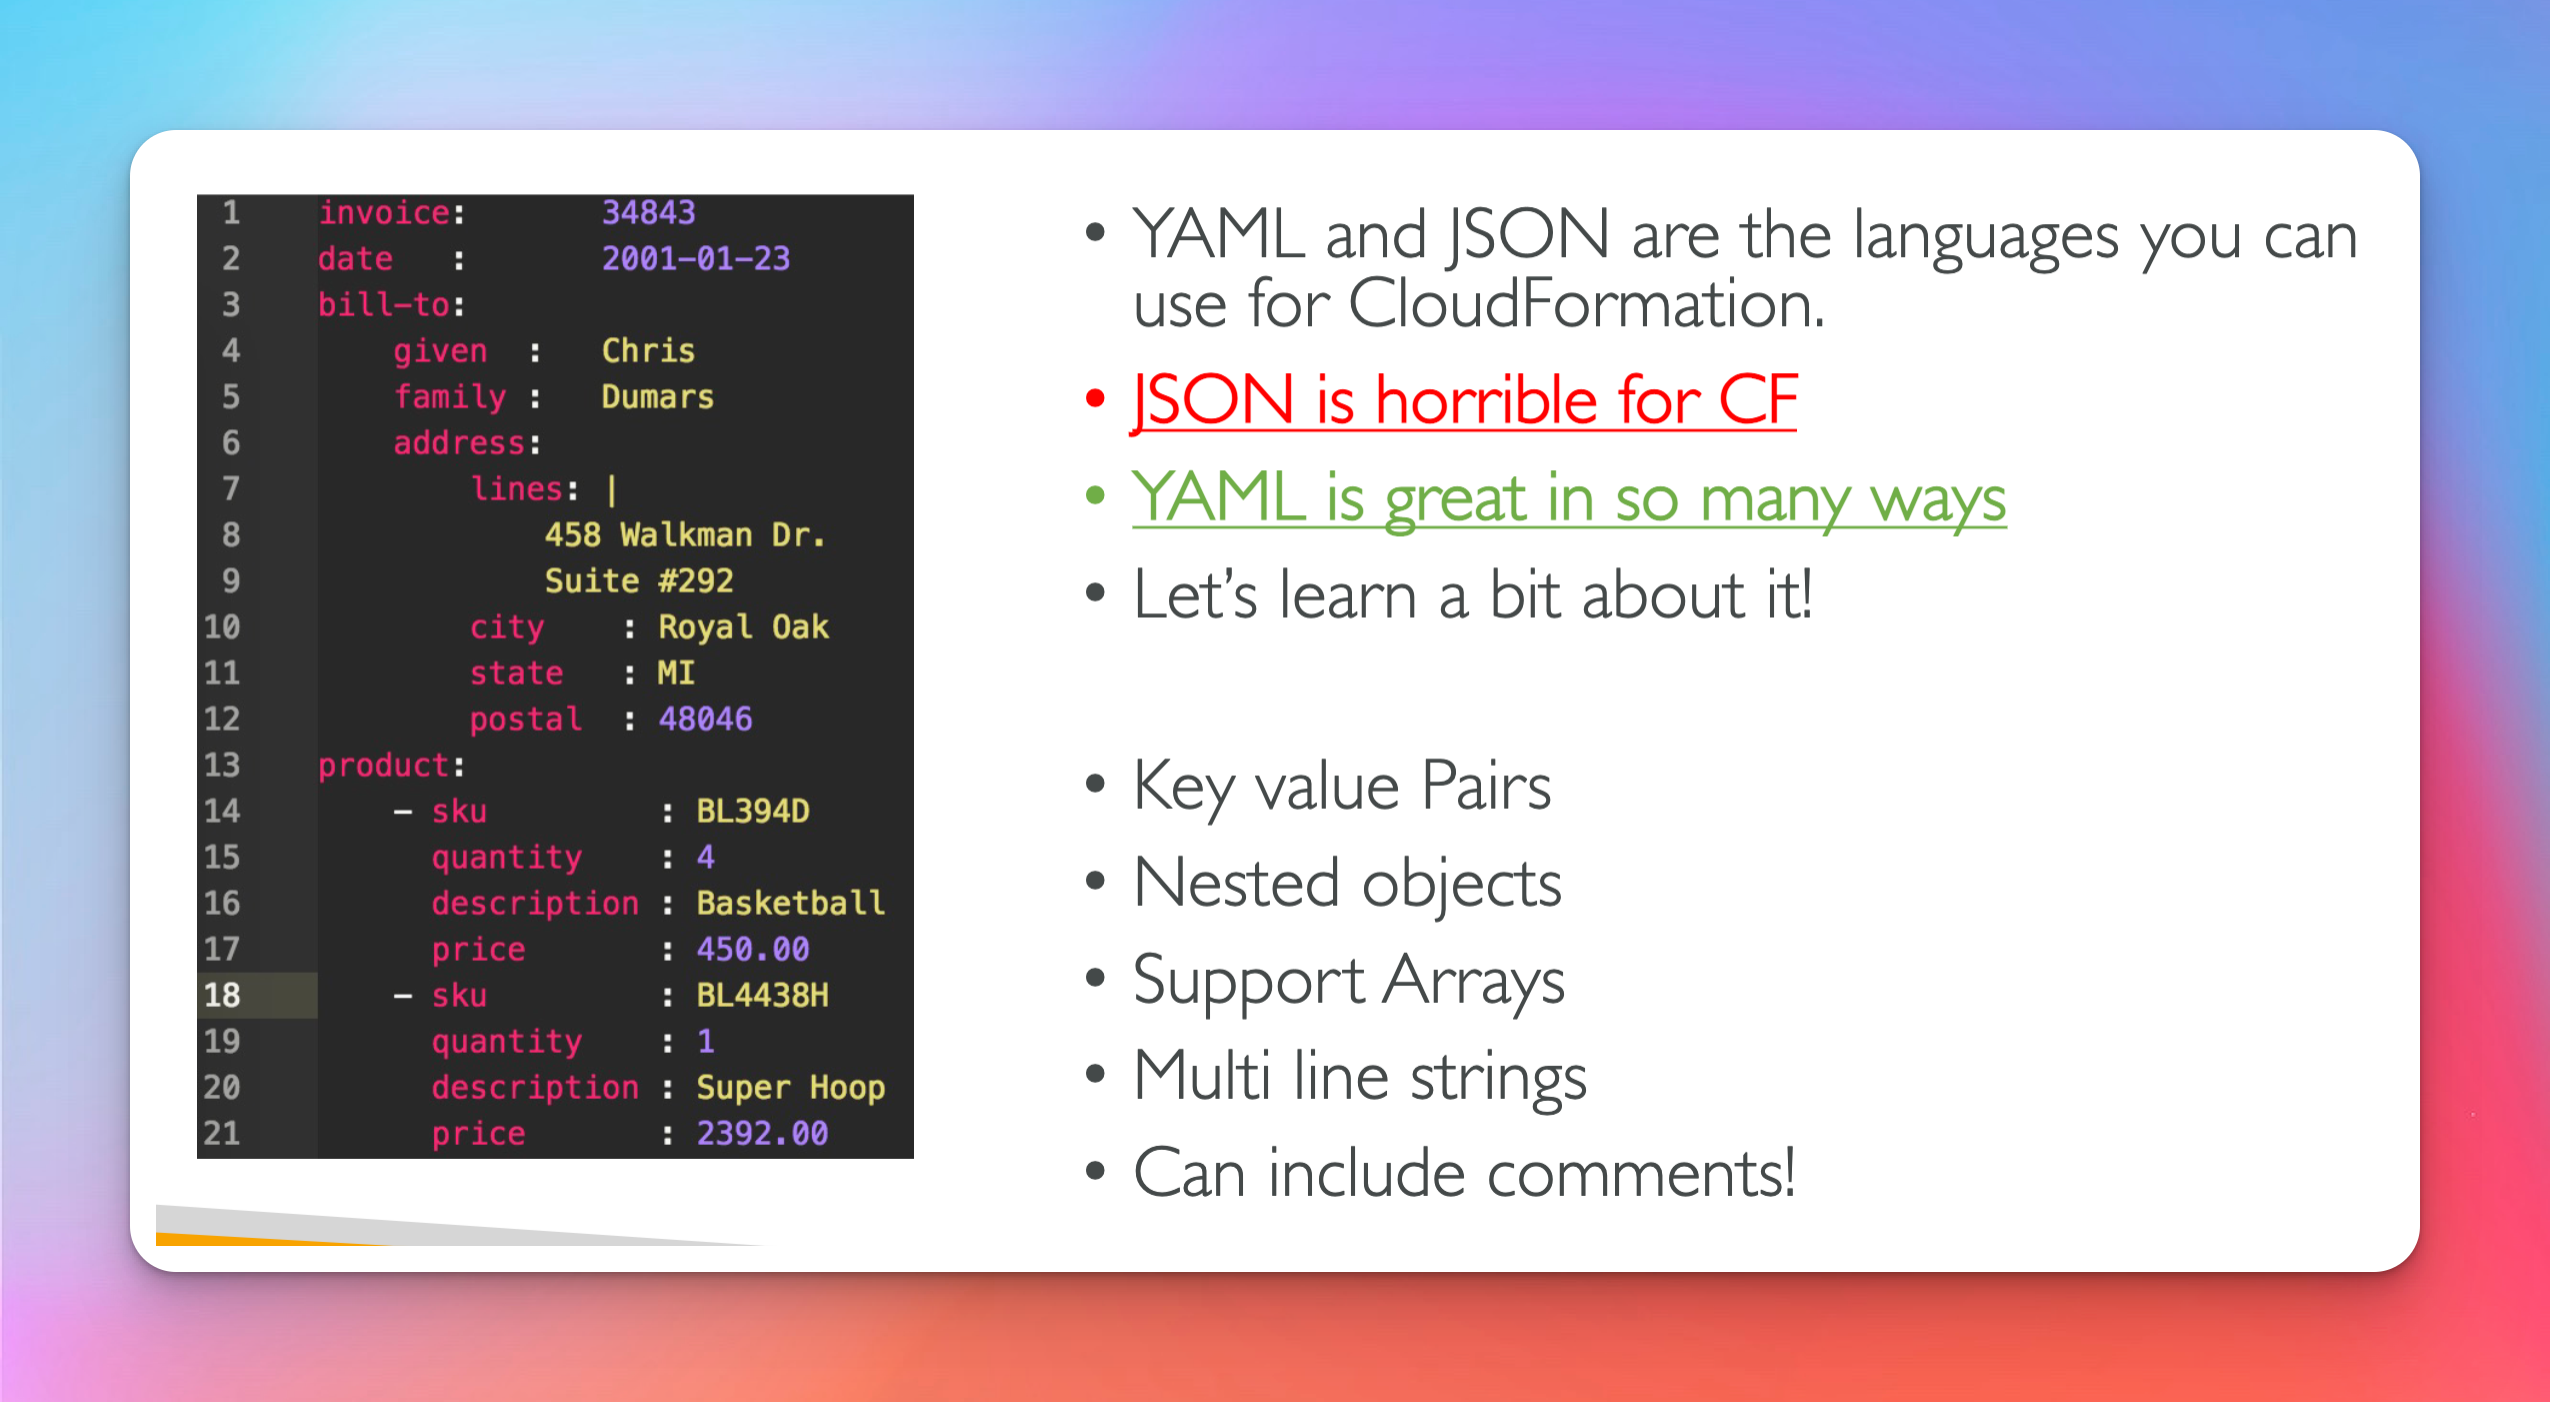 1 invoice: 34843
2 date : 2001-01-23
3 bill-to:
4 given : Chris
5 family : Dumars
6 address:
7 lines: |
8 458 Walkman Dr.
9 Suite #292
10 city : Royal Oak
11 state : MI
12 postal : 48046
13 product:
14 - sku : BL394D
15 quantity : 4
16 description : Basketball
17 price : 450.00
18 - sku : BL4438H
19 quantity : 1
20 description : Super Hoop
21 price : 2392.00
• YAML and JSON are the languages you can
use for CloudFormation.
• JSON is horrible for CF
• YAML is great in so many ways
• Let’s learn a bit about it!
• Key value Pairs
• Nested objects
• Support Arrays
• Multi line strings
• Can include comments!